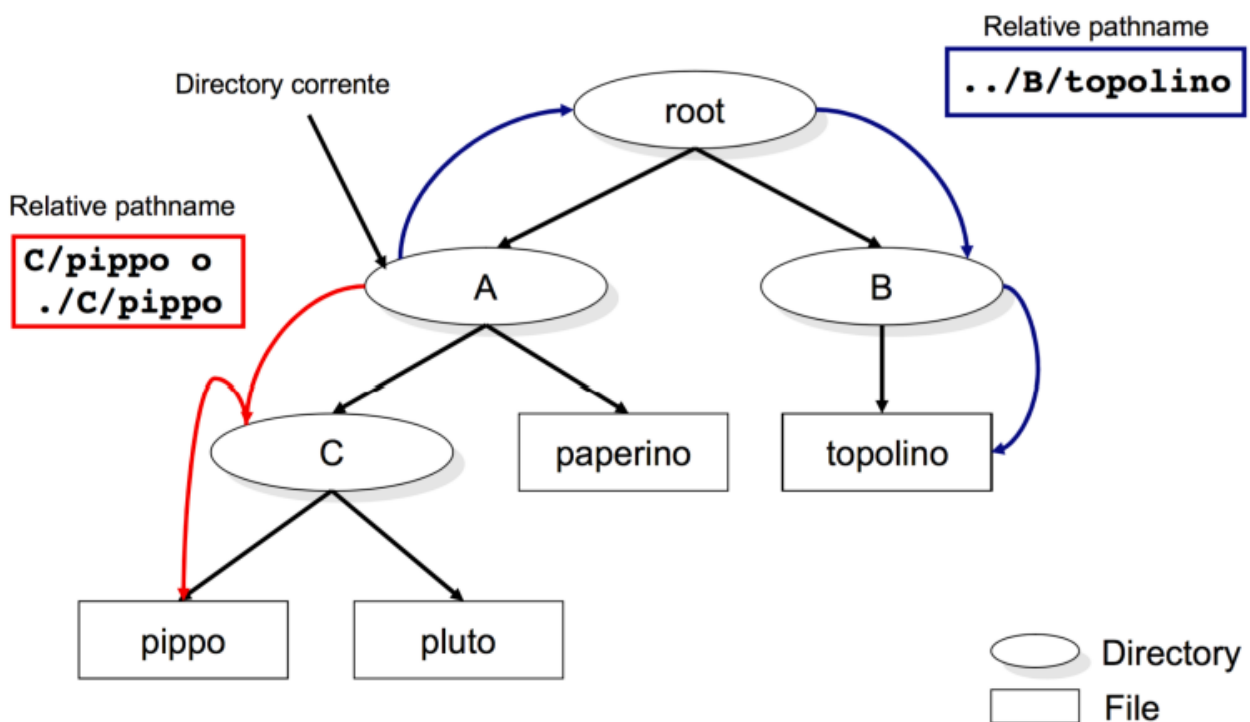 Relative pathname
../B/topolino
Directory corrente
root
Relative pathname
C/pippo o
./C/pippo
A
B
C
paperino
topolino
pippo
pluto
Directory
File